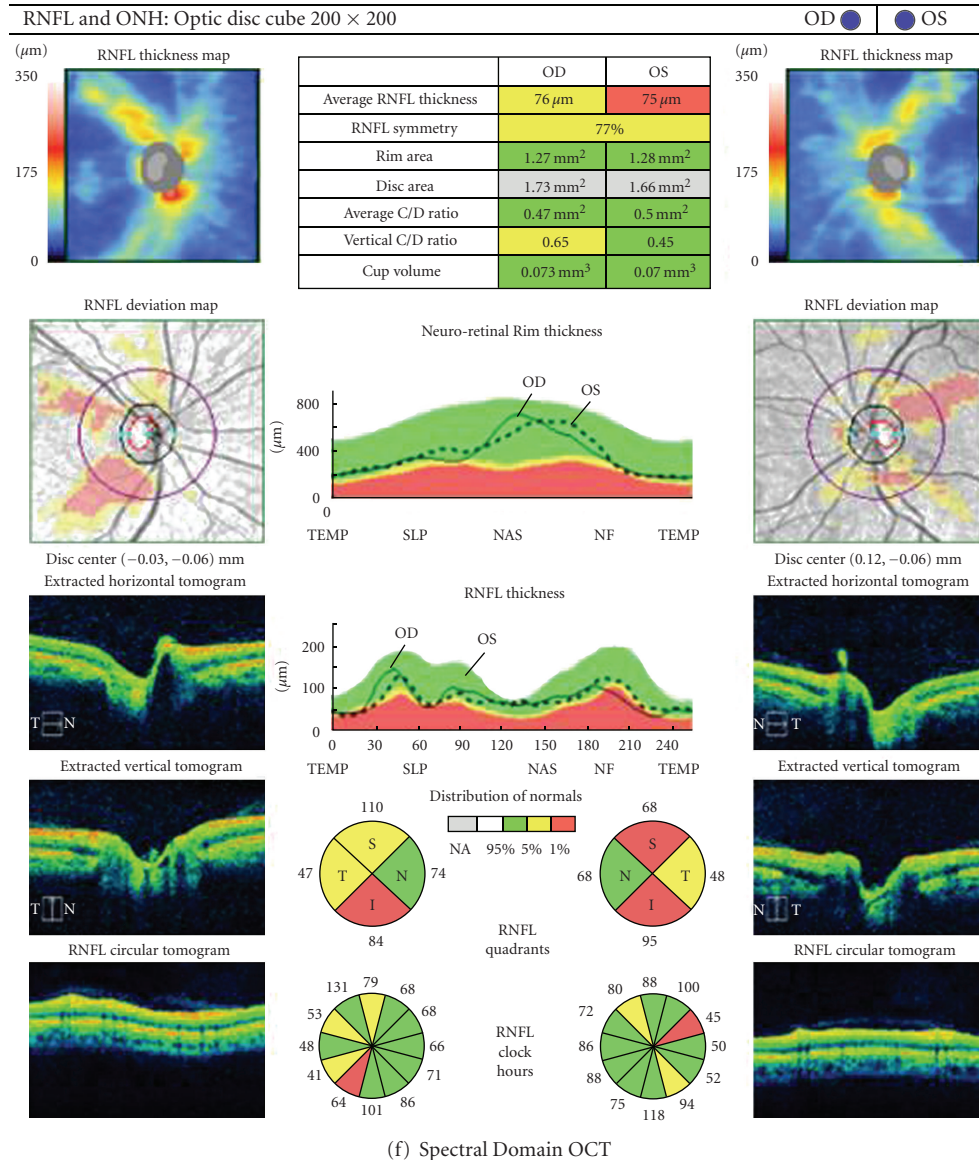 RNFL and ONH: Optic disc cube 200 × 200 OD OS
(μm) RNFL thickness map
350
175
0
OD OS
Average RNFL thickness 76 μm 75 μm
RNFL symmetry 77%
Rim area 1.27 mm² 1.28 mm²
Disc area 1.73 mm² 1.66 mm²
Average C/D ratio 0.47 mm² 0.5 mm²
Vertical C/D ratio 0.65 0.45
Cup volume 0.073 mm³ 0.07 mm³
(μm) RNFL thickness map
350
175
0
RNFL deviation map
Disc center (−0.03, −0.06) mm
Neuro-retinal Rim thickness
OD
OS
(μm)
800
400
0
0
TEMP SLP NAS NF TEMP
RNFL deviation map
Disc center (0.12, −0.06) mm
Extracted horizontal tomogram
T N
RNFL thickness
OD
OS
(μm)
200
100
0
0 30 60 90 120 150 180 210 240
TEMP SLP NAS NF TEMP
Extracted horizontal tomogram
N T
Extracted vertical tomogram
T N
Distribution of normals
NA 95% 5% 1%
110
S
47 T N 74
I
84
68
S
68 N T 48
I
95
RNFL
quadrants
Extracted vertical tomogram
N T
RNFL circular tomogram
79
131 68
53 68
48 66
41 71
64 86
101
RNFL
clock
hours
88
80 100
72 45
86 50
88 52
75 94
118
RNFL circular tomogram
(f) Spectral Domain OCT